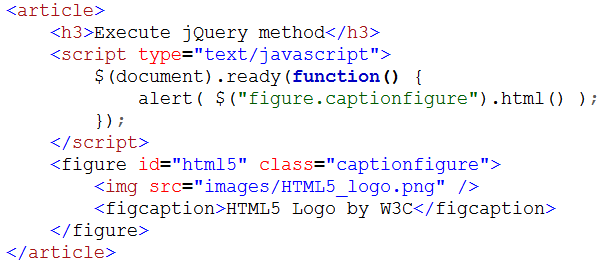 <article>
    <h3>Execute jQuery method</h3>
    <script type="text/javascript">
        $(document).ready(function() {
            alert( $("figure.captionfigure").html() );
        });
    </script>
    <figure id="html5" class="captionfigure">
        <img src="images/HTML5_logo.png" />
        <figcaption>HTML5 Logo by W3C</figcaption>
    </figure>
</article>